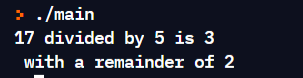 > ./main
17 divided by 5 is 3
 with a remainder of 2